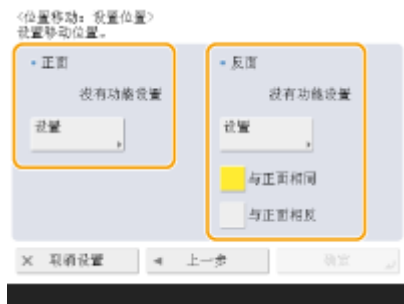 <位置移动：设置位置>
设置移动位置。
正面
没有功能设置
设置
反面
没有功能设置
设置
与正面相同
与正面相反
× 取消设置
上一步
确定